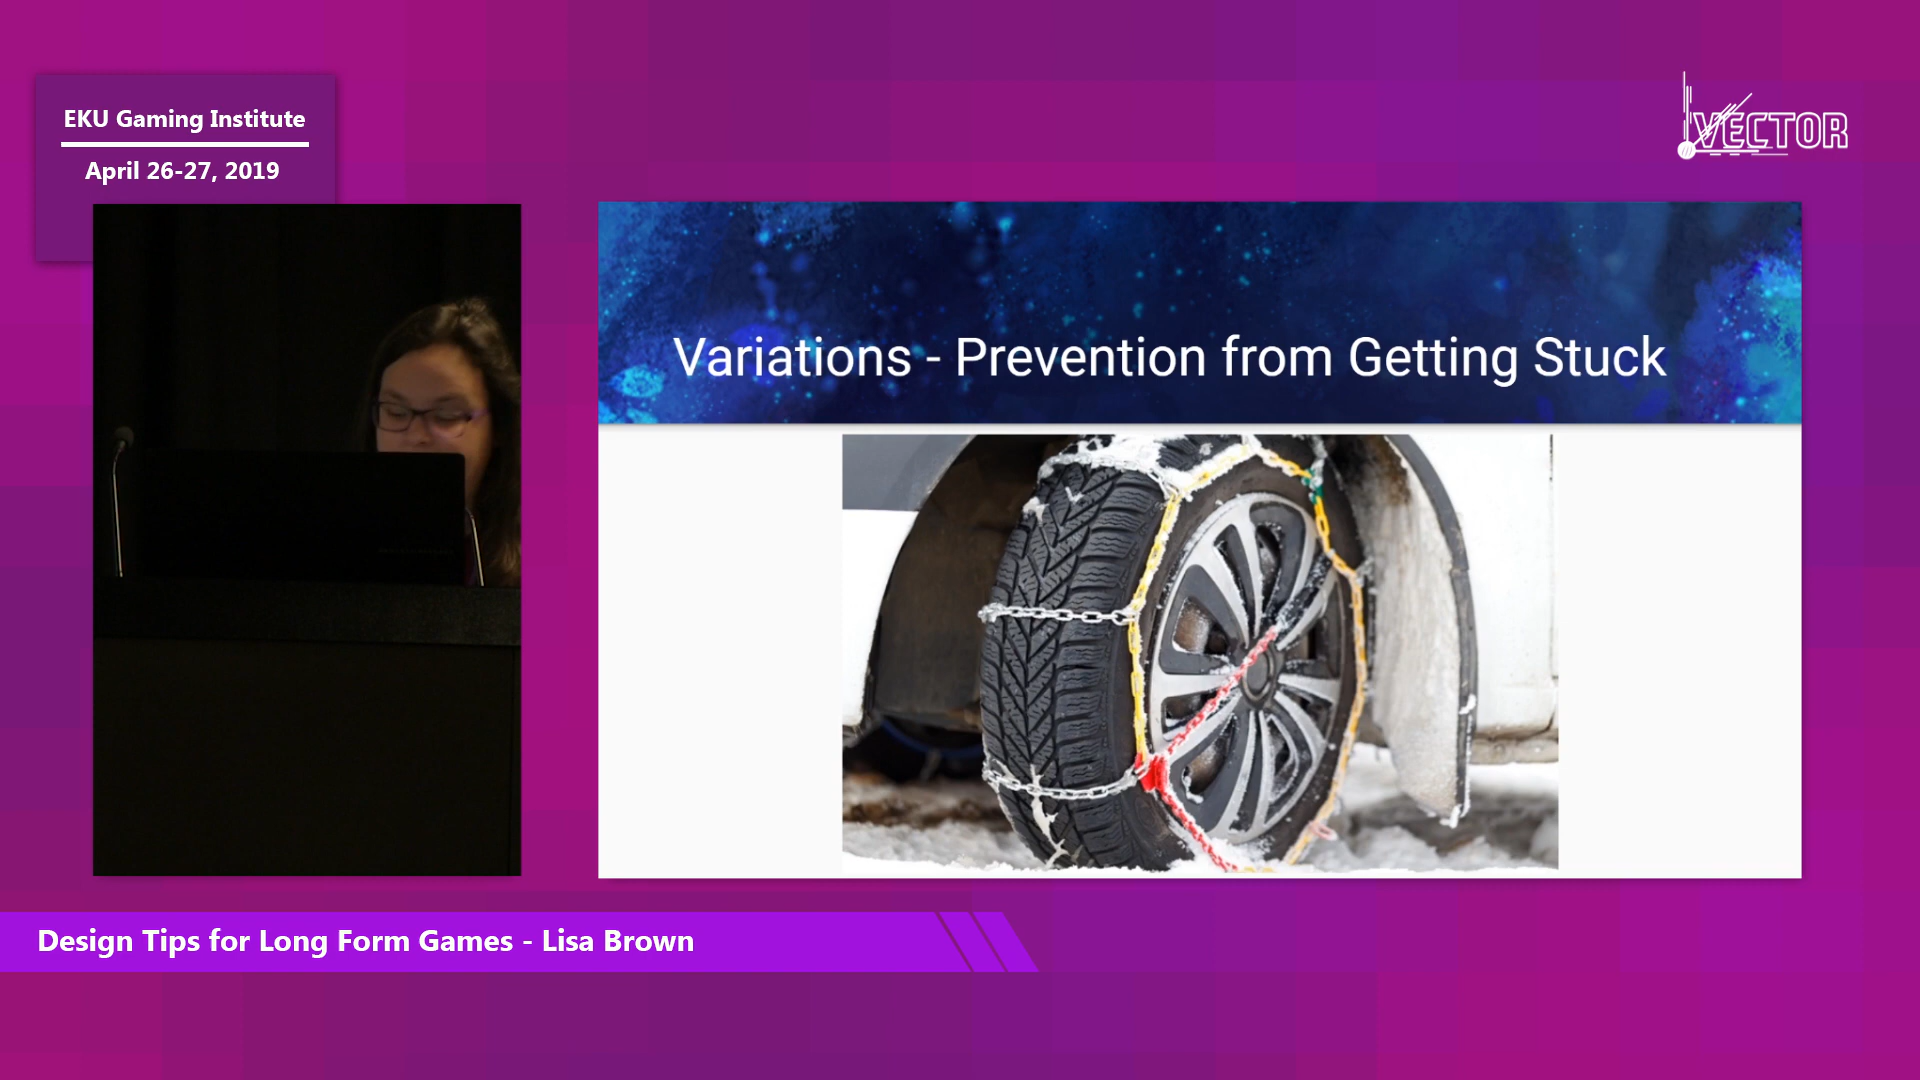 EKU Gaming Institute
April 26-27, 2019
VECTOR
Variations - Prevention from Getting Stuck
Design Tips for Long Form Games - Lisa Brown